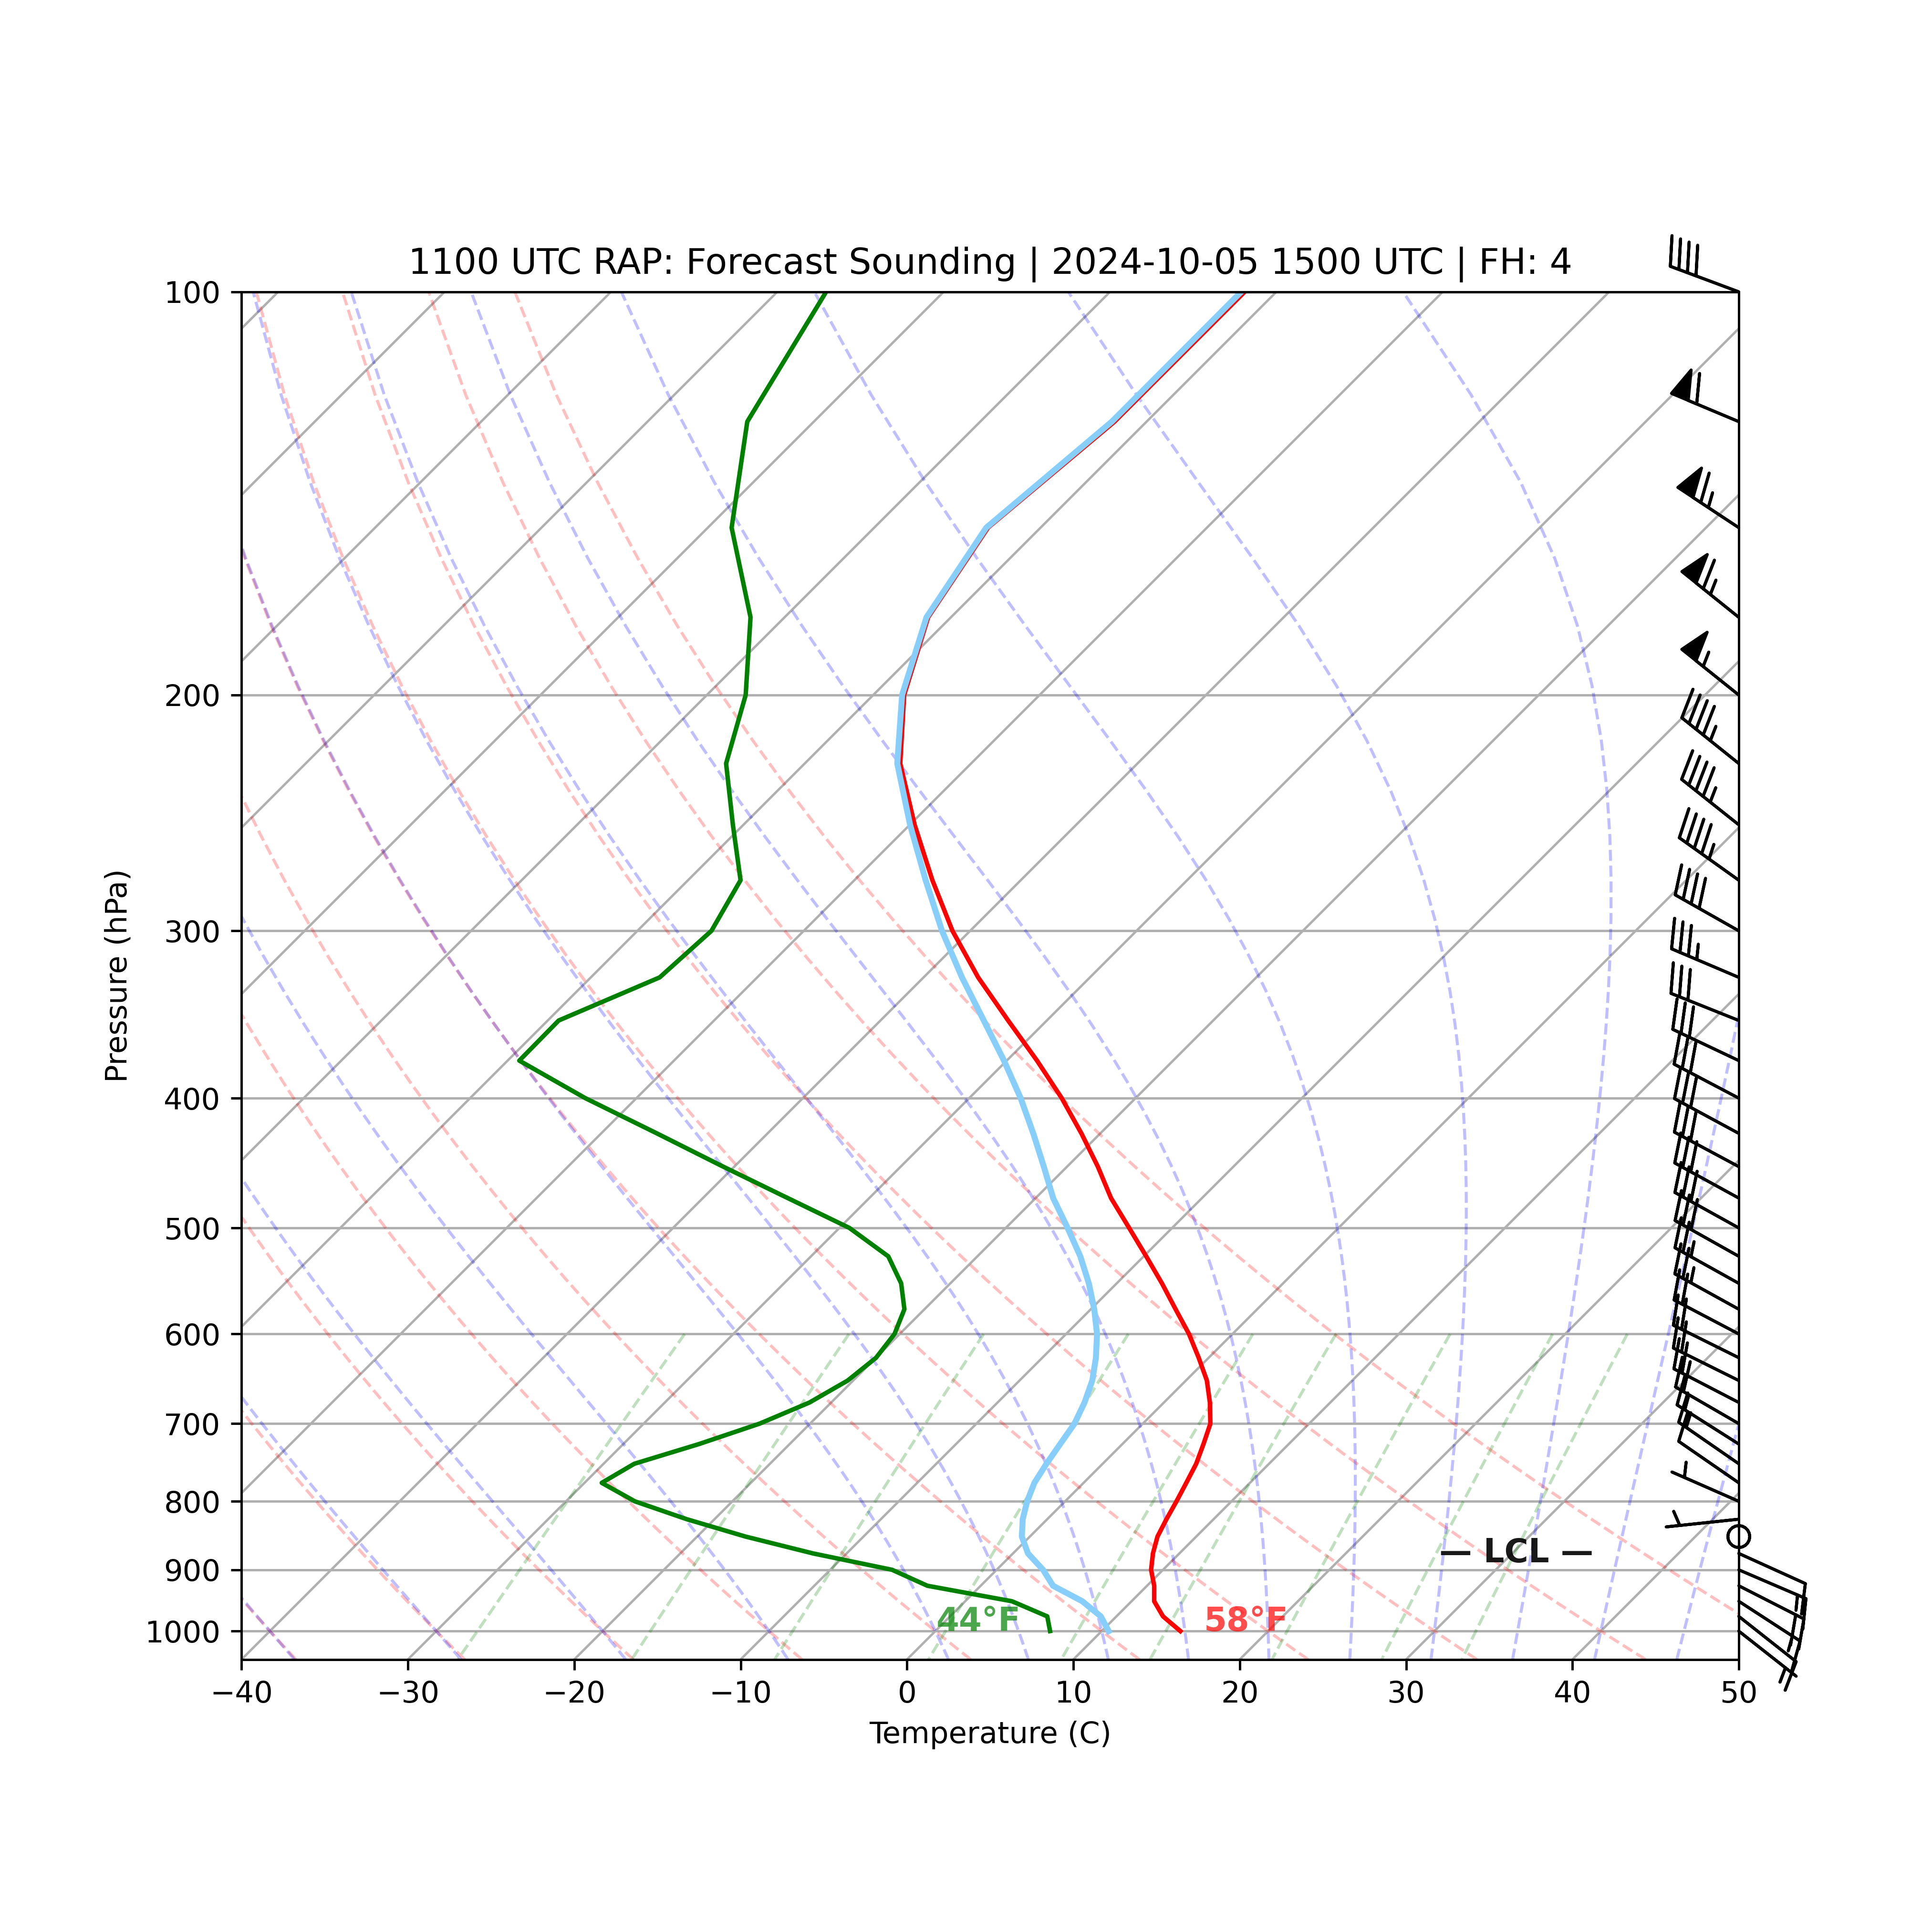 1100 UTC RAP: Forecast Sounding | 2024-10-05 1500 UTC | FH: 4
100
200
300
400
500
600
700
800
900
1000
Pressure (hPa)
— LCL —
44°F
58°F
−40 −30 −20 −10 0 10 20 30 40 50
Temperature (C)